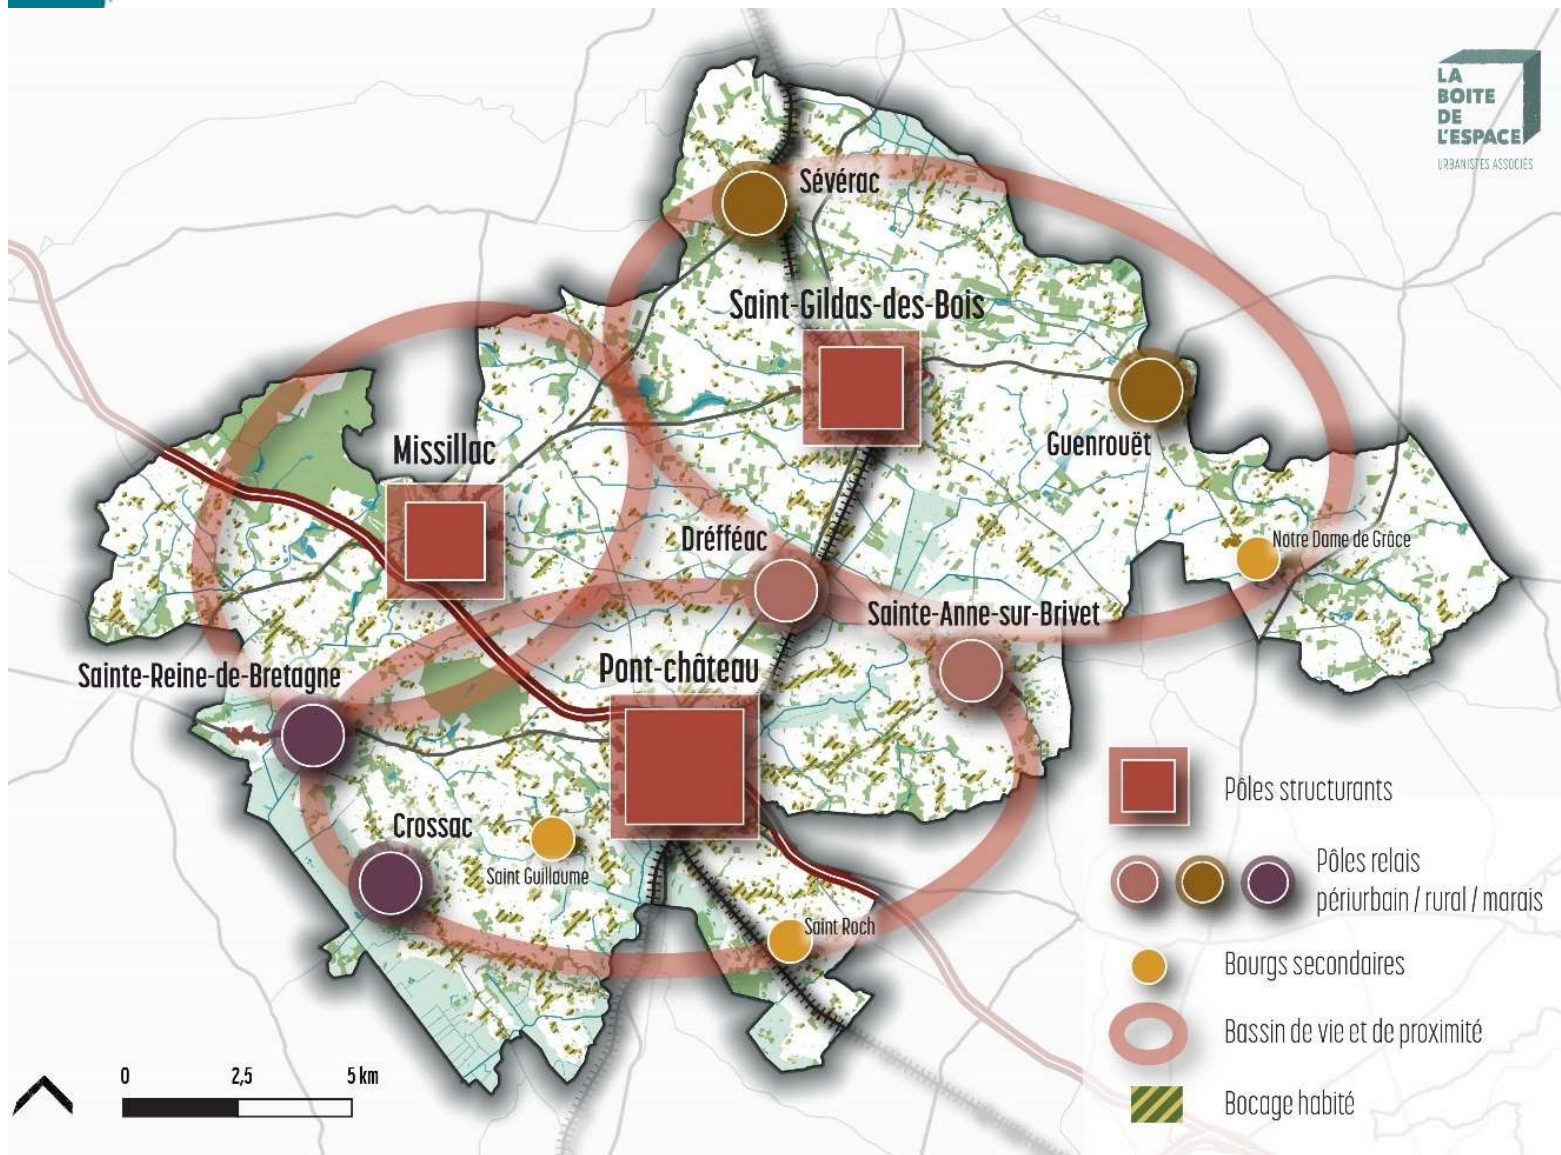 LA
BOITE
DE
L'ESPACE
URBANISTES ASSOCIÉS
Sévérac
Saint-Gildas-des-Bois
Guenrouët
Missillac
Notre Dame de Grâce
Dréfféac
Sainte-Anne-sur-Brivet
Sainte-Reine-de-Bretagne
Pont-château
Crossac
Saint Guillaume
Saint Roch
Pôles structurants
Pôles relais
périurbain / rural / marais
Bourgs secondaires
Bassin de vie et de proximité
Bocage habité
0 2,5 5 km